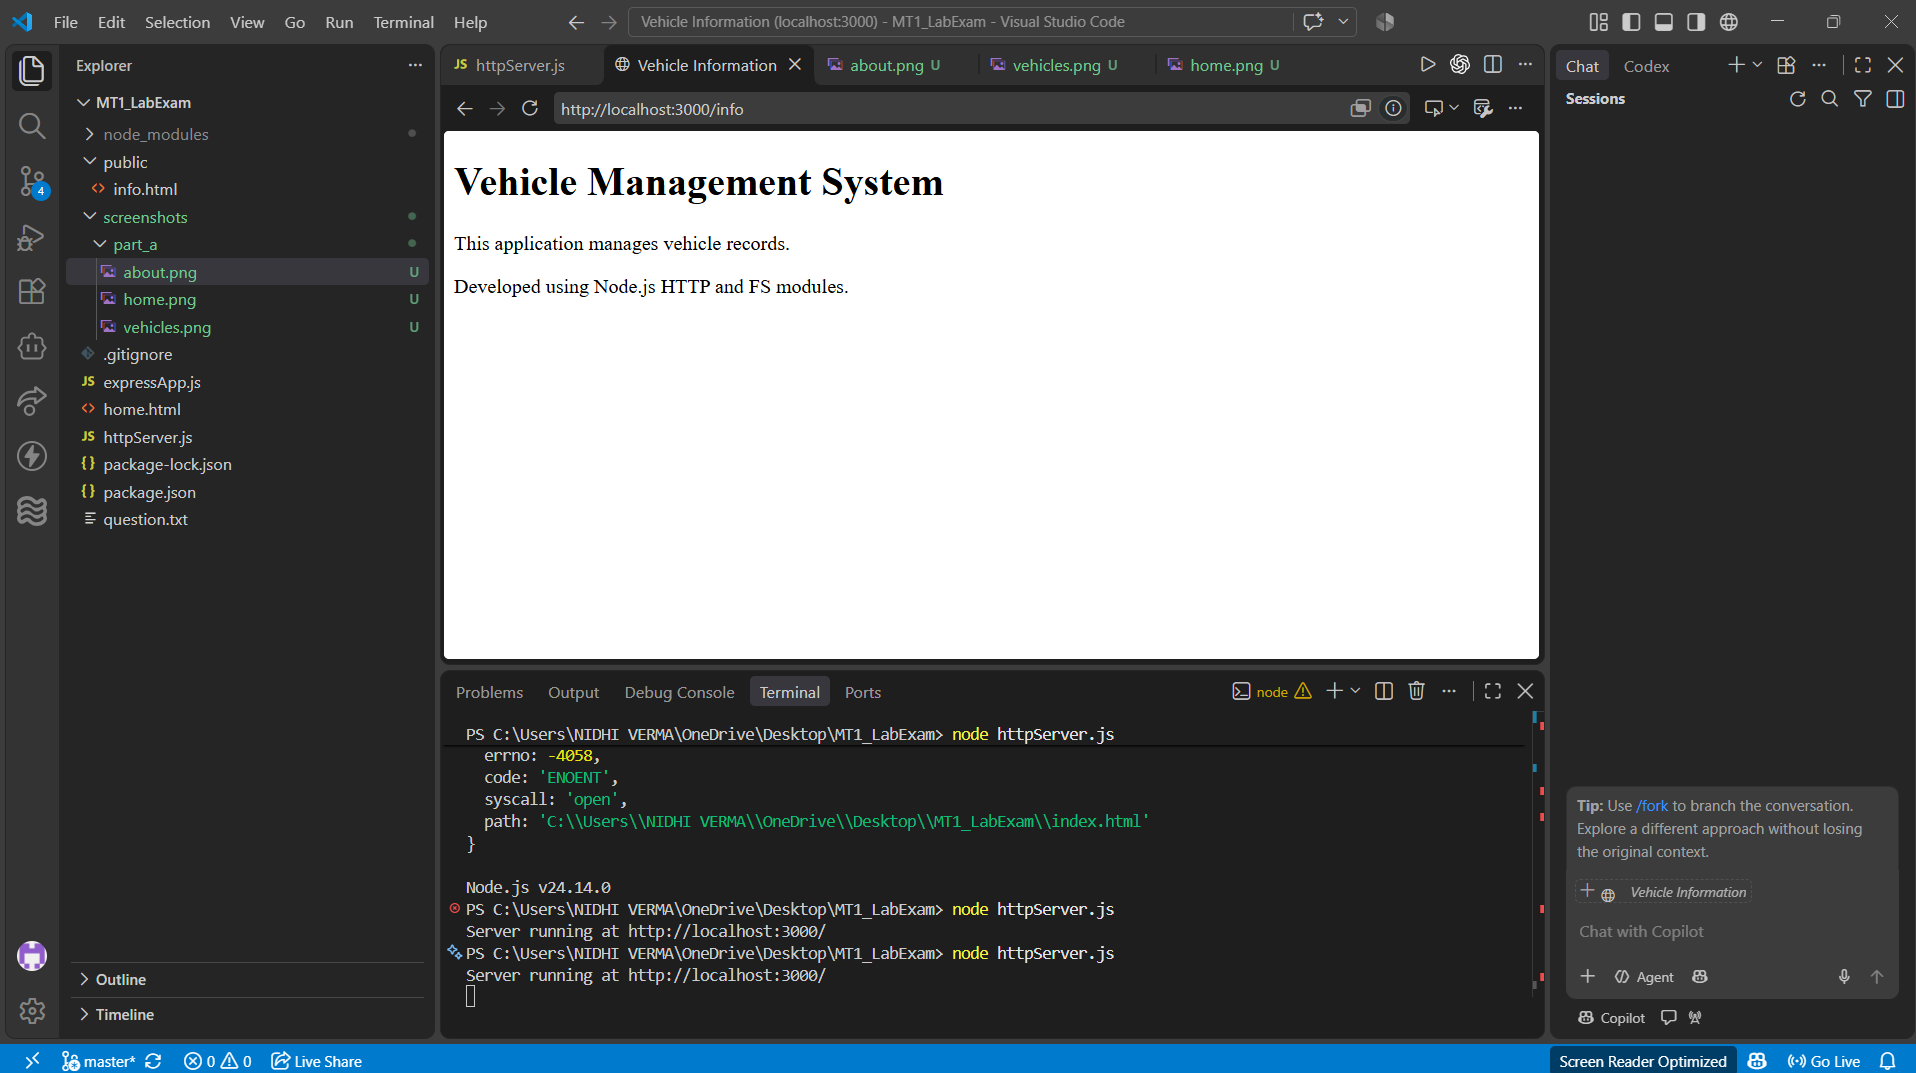 File Edit Selection View Go Run Terminal Help
Vehicle Information (localhost:3000) - MT1_LabExam - Visual Studio Code
Explorer
MT1_LabExam
node_modules
public
info.html
screenshots
part_a
about.png U
home.png U
vehicles.png U
.gitignore
JS expressApp.js
home.html
JS httpServer.js
{} package-lock.json
{} package.json
question.txt
4
Outline
Timeline
JS httpServer.js
Vehicle Information
about.png U
vehicles.png U
home.png U
http://localhost:3000/info
Vehicle Management System
This application manages vehicle records.
Developed using Node.js HTTP and FS modules.
Problems Output Debug Console Terminal Ports
node
PS C:\Users\NIDHI VERMA\OneDrive\Desktop\MT1_LabExam> node httpServer.js
errno: -4058,
code: 'ENOENT',
syscall: 'open',
path: 'C:\\Users\\NIDHI VERMA\\OneDrive\\Desktop\\MT1_LabExam\\index.html'
}
Node.js v24.14.0
PS C:\Users\NIDHI VERMA\OneDrive\Desktop\MT1_LabExam> node httpServer.js
Server running at http://localhost:3000/
PS C:\Users\NIDHI VERMA\OneDrive\Desktop\MT1_LabExam> node httpServer.js
Server running at http://localhost:3000/
Chat Codex
Sessions
Tip: Use /fork to branch the conversation.
Explore a different approach without losing
the original context.
Vehicle Information
Chat with Copilot
Agent
Copilot
master* 0 0 Live Share
Screen Reader Optimized Go Live